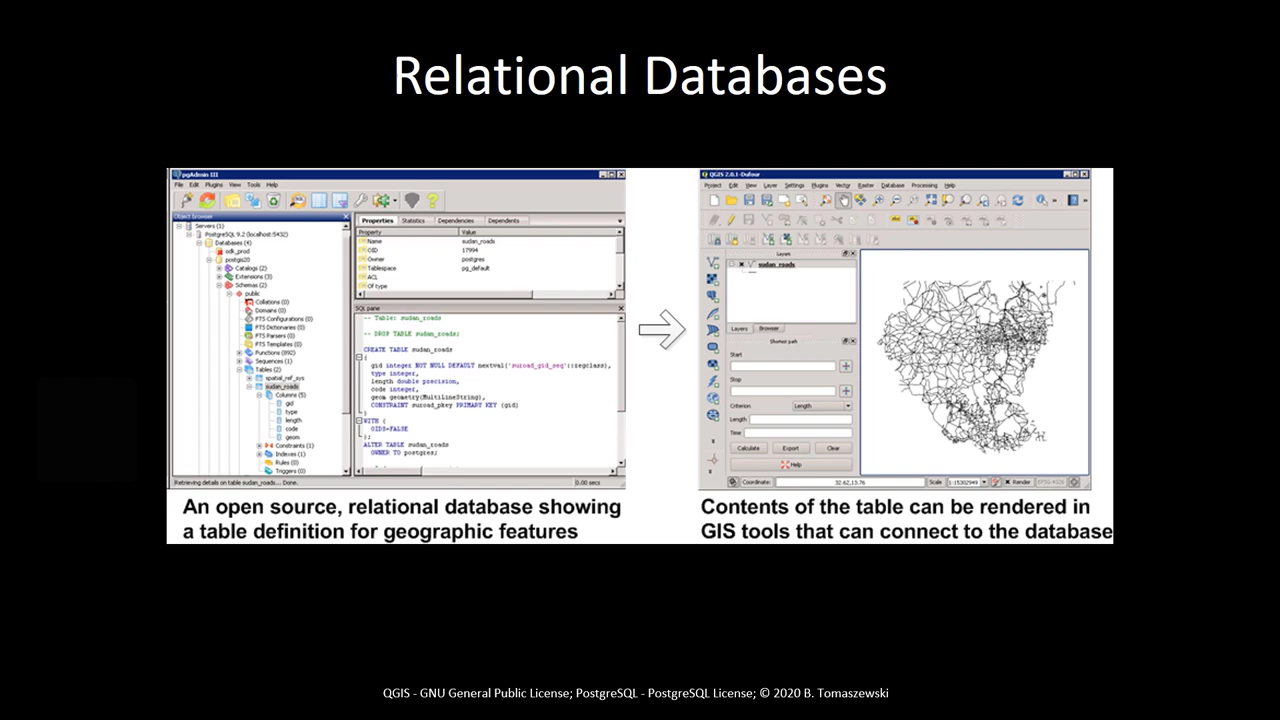 Relational Databases
pgAdmin III
File Edit Plugins View Tools Help
Object browser
Servers (1)
PostgreSQL 9.2 (localhost:5432)
Databases (4)
odk_prod
postgis20
Catalogs (2)
Extensions (3)
Schemas (2)
public
Collations (0)
Domains (0)
FTS Configurations (0)
FTS Dictionaries (0)
FTS Parsers (0)
FTS Templates (0)
Functions (892)
Sequences (1)
Tables (2)
spatial_ref_sys
sudan_roads
Columns (5)
gid
type
length
code
geom
Constraints (1)
Indexes (1)
Rules (0)
Triggers (0)
Retrieving details on table sudan_roads... Done.
0.00 secs
Properties Statistics Dependencies Dependents
Property Value
Name sudan_roads
OID 17994
Owner postgres
Tablespace pg_default
ACL
Of type
SQL pane
-- Table: sudan_roads
-- DROP TABLE sudan_roads;
CREATE TABLE sudan_roads
(
gid integer NOT NULL DEFAULT nextval('suroad_gid_seq'::regclass),
type integer,
length double precision,
code integer,
geom geometry(MultiLineString),
CONSTRAINT suroad_pkey PRIMARY KEY (gid)
)
WITH (
OIDS=FALSE
);
ALTER TABLE sudan_roads
OWNER TO postgres;
QGIS 2.0.1-Dufour
Project Edit View Layer Settings Plugins Vector Raster Database Processing Help
Layers
sudan_roads
Layers Browser
Shortest path
Start
Stop
Criterion Length
Length
Time
Calculate Export Clear
Help
Coordinate: 32.62,13.76 Scale 1:15302949 Render EPSG:4326
An open source, relational database showing
a table definition for geographic features
Contents of the table can be rendered in
GIS tools that can connect to the database
QGIS - GNU General Public License; PostgreSQL - PostgreSQL License; © 2020 B. Tomaszewski